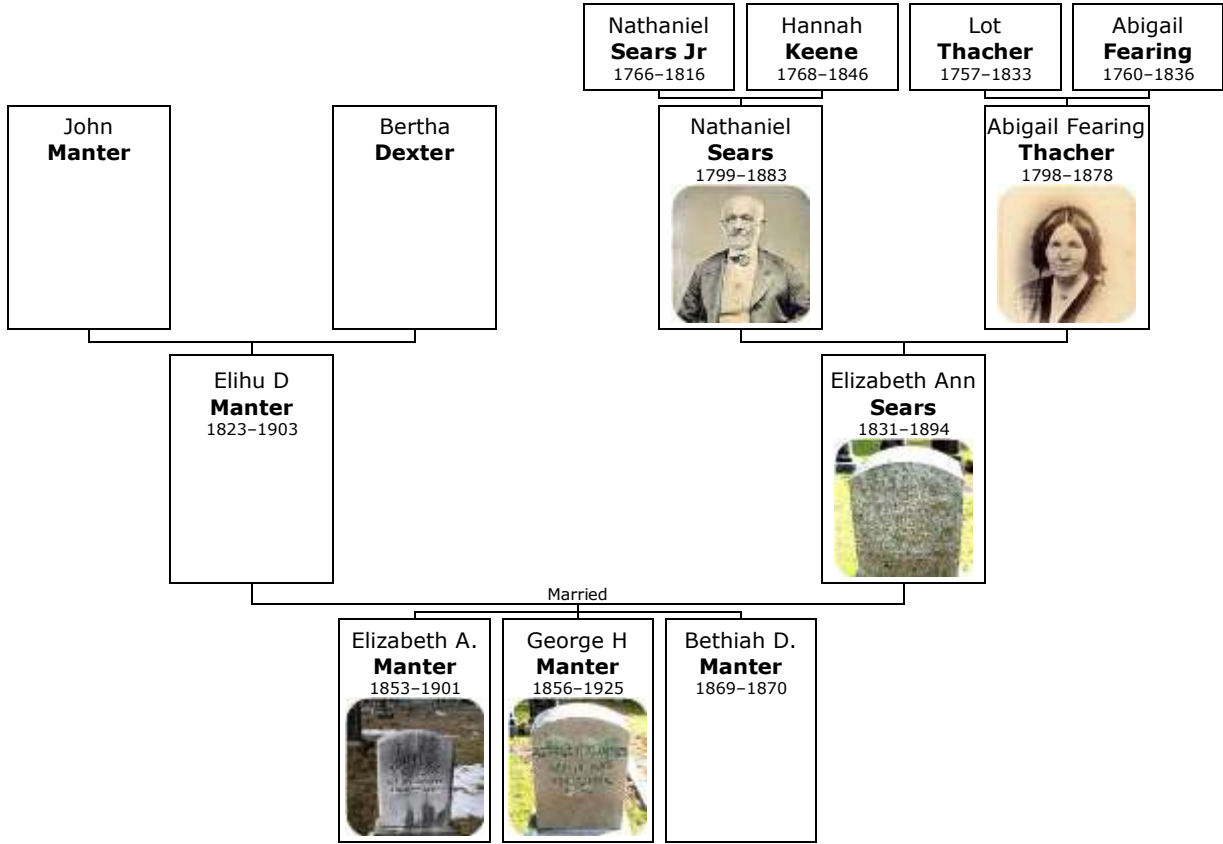 Nathaniel
Sears Jr
1766–1816
Hannah
Keene
1768–1846
Lot
Thacher
1757–1833
Abigail
Fearing
1760–1836
John
Manter
Bertha
Dexter
Nathaniel
Sears
1799–1883
Abigail Fearing
Thacher
1798–1878
Elihu D
Manter
1823–1903
Elizabeth Ann
Sears
1831–1894
Married
Elizabeth A.
Manter
1853–1901
George H
Manter
1856–1925
Bethiah D.
Manter
1869–1870